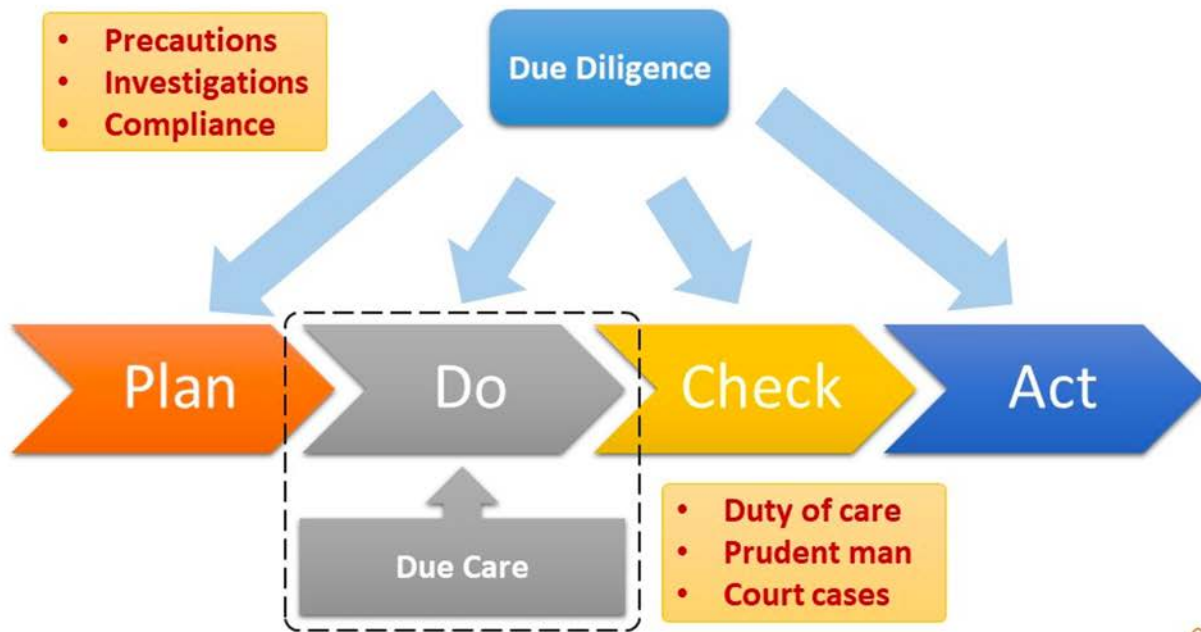 • Precautions
• Investigations
• Compliance
Due Diligence
Plan
Do
Check
Act
Due Care
• Duty of care
• Prudent man
• Court cases